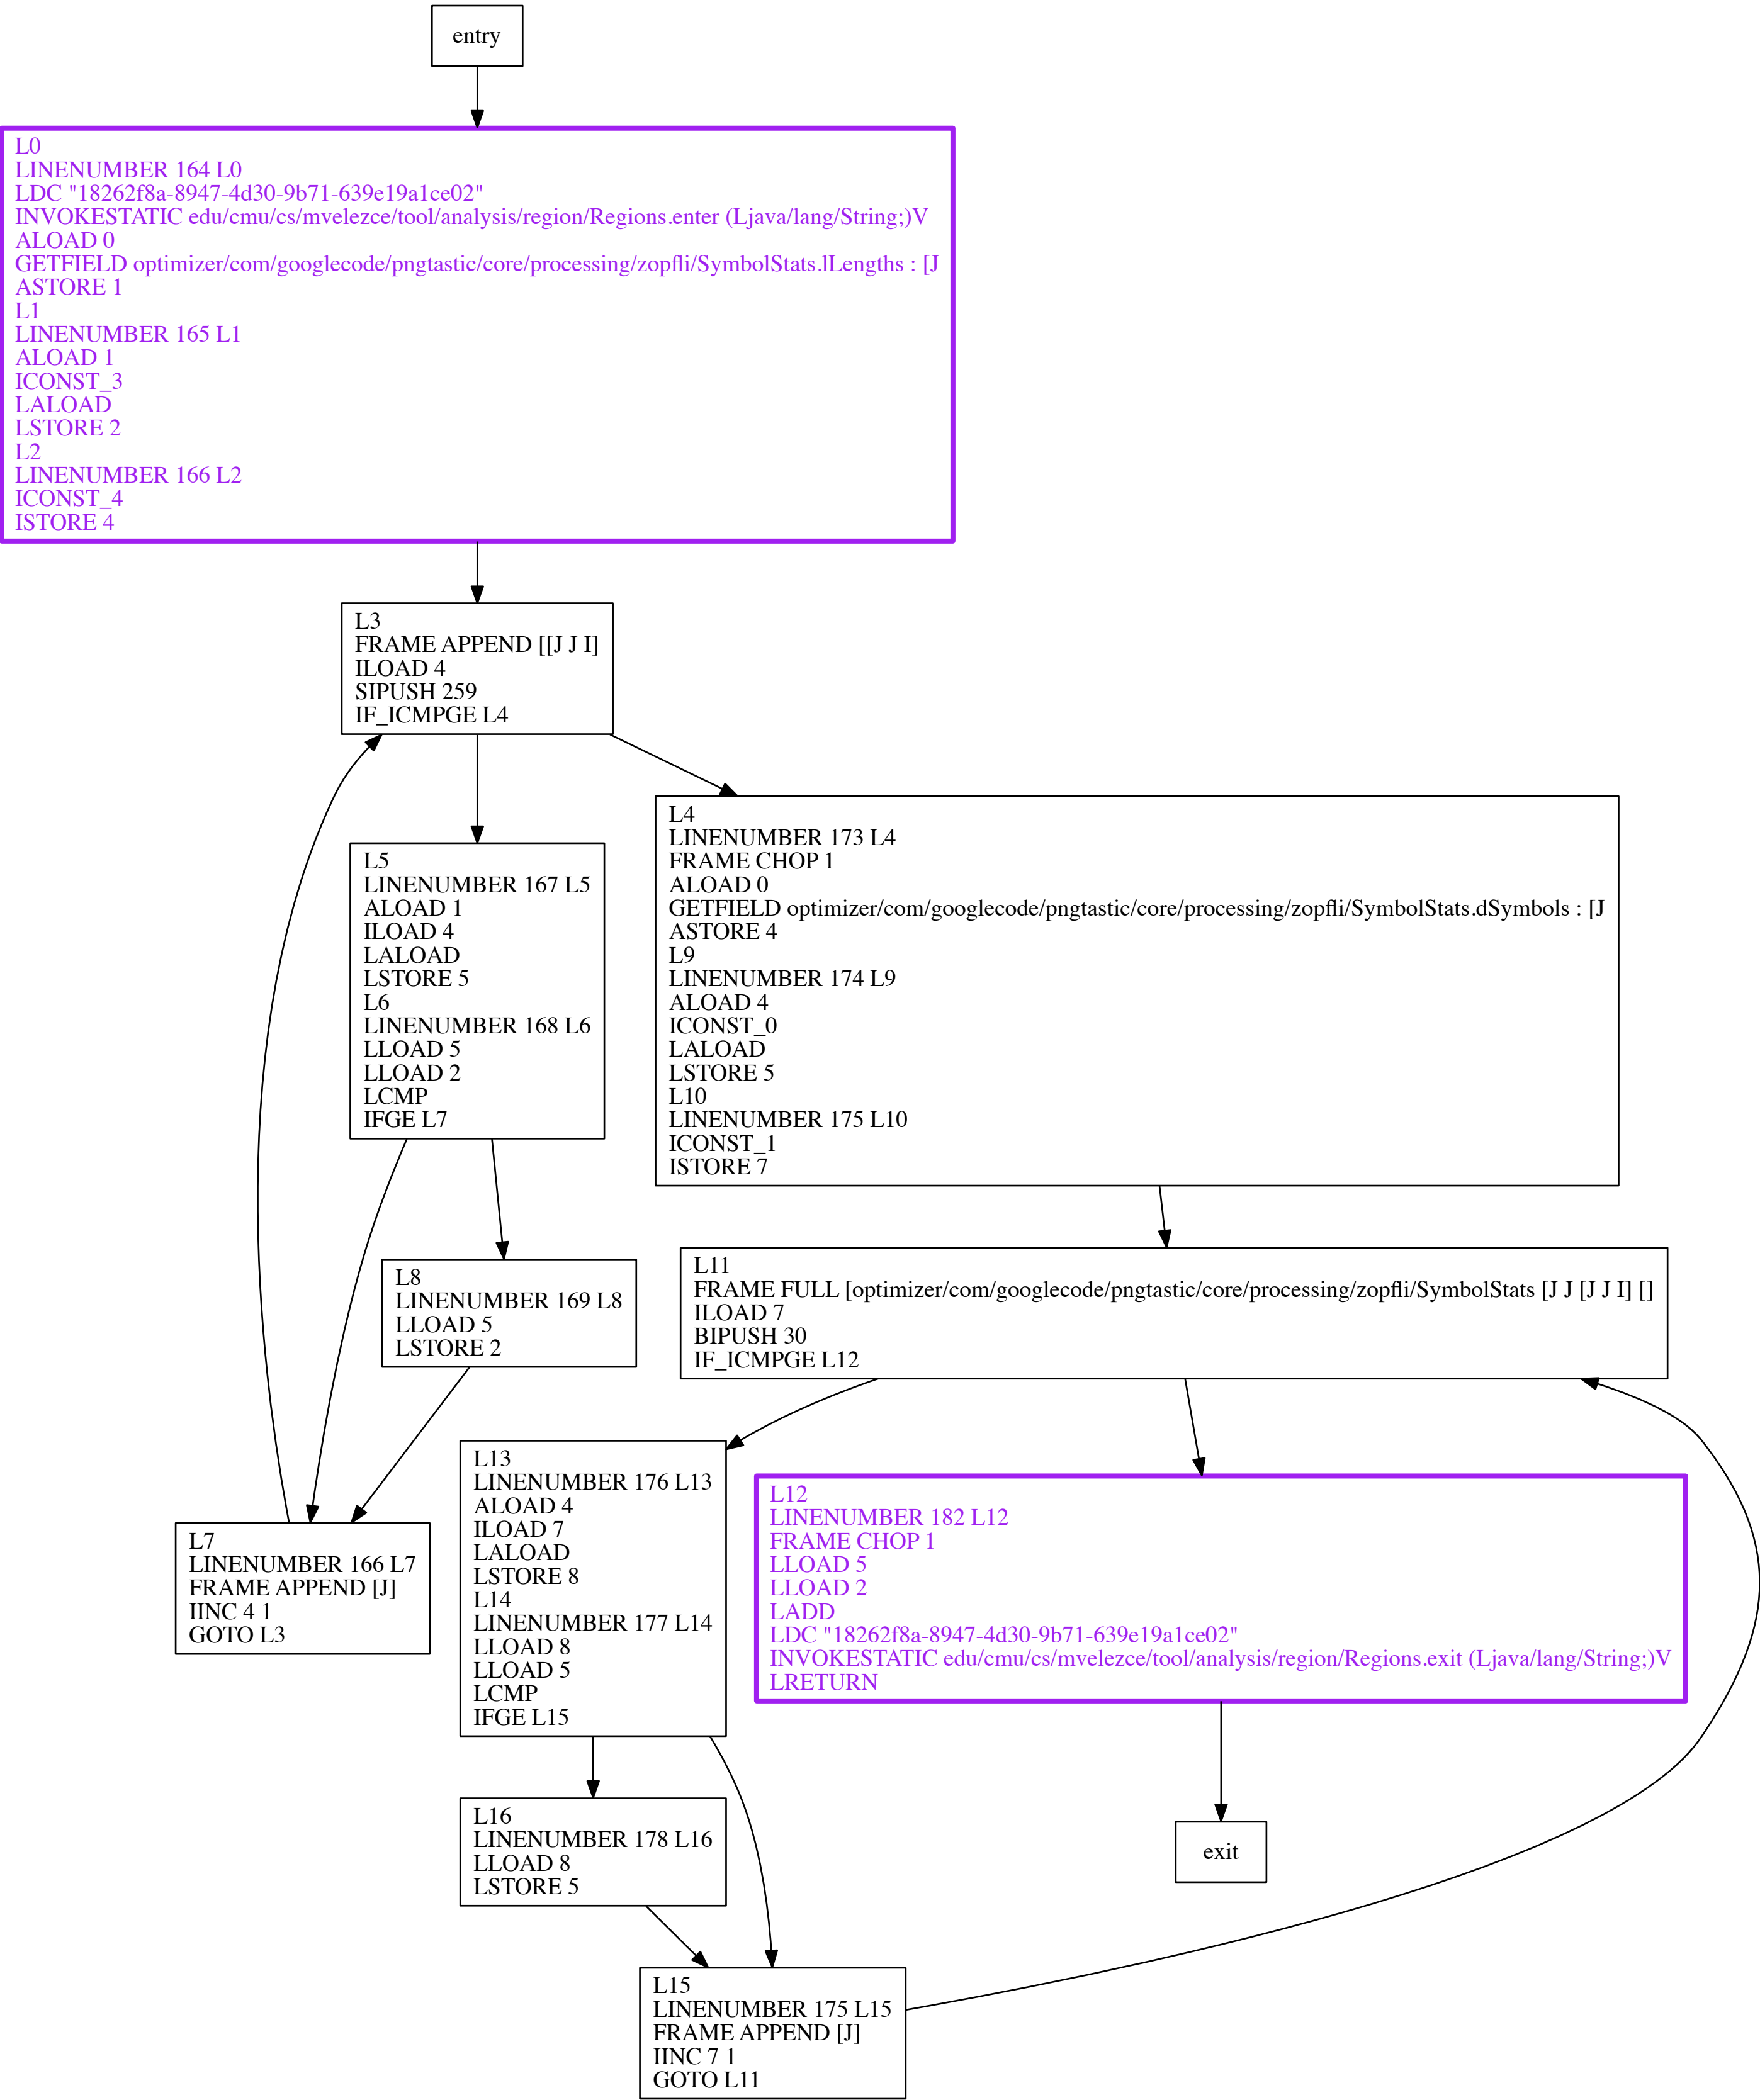 entry
L0
LINENUMBER 164 L0
LDC "18262f8a-8947-4d30-9b71-639e19a1ce02"
INVOKESTATIC edu/cmu/cs/mvelezce/tool/analysis/region/Regions.enter (Ljava/lang/String;)V
ALOAD 0
GETFIELD optimizer/com/googlecode/pngtastic/core/processing/zopfli/SymbolStats.lLengths : [J
ASTORE 1
L1
LINENUMBER 165 L1
ALOAD 1
ICONST_3
LALOAD
LSTORE 2
L2
LINENUMBER 166 L2
ICONST_4
ISTORE 4
L3
FRAME APPEND [[J J I]
ILOAD 4
SIPUSH 259
IF_ICMPGE L4
L5
LINENUMBER 167 L5
ALOAD 1
ILOAD 4
LALOAD
LSTORE 5
L6
LINENUMBER 168 L6
LLOAD 5
LLOAD 2
LCMP
IFGE L7
L4
LINENUMBER 173 L4
FRAME CHOP 1
ALOAD 0
GETFIELD optimizer/com/googlecode/pngtastic/core/processing/zopfli/SymbolStats.dSymbols : [J
ASTORE 4
L9
LINENUMBER 174 L9
ALOAD 4
ICONST_0
LALOAD
LSTORE 5
L10
LINENUMBER 175 L10
ICONST_1
ISTORE 7
L8
LINENUMBER 169 L8
LLOAD 5
LSTORE 2
L11
FRAME FULL [optimizer/com/googlecode/pngtastic/core/processing/zopfli/SymbolStats [J J [J J I] []
ILOAD 7
BIPUSH 30
IF_ICMPGE L12
L7
LINENUMBER 166 L7
FRAME APPEND [J]
IINC 4 1
GOTO L3
L13
LINENUMBER 176 L13
ALOAD 4
ILOAD 7
LALOAD
LSTORE 8
L14
LINENUMBER 177 L14
LLOAD 8
LLOAD 5
LCMP
IFGE L15
L12
LINENUMBER 182 L12
FRAME CHOP 1
LLOAD 5
LLOAD 2
LADD
LDC "18262f8a-8947-4d30-9b71-639e19a1ce02"
INVOKESTATIC edu/cmu/cs/mvelezce/tool/analysis/region/Regions.exit (Ljava/lang/String;)V
LRETURN
L16
LINENUMBER 178 L16
LLOAD 8
LSTORE 5
exit
L15
LINENUMBER 175 L15
FRAME APPEND [J]
IINC 7 1
GOTO L11